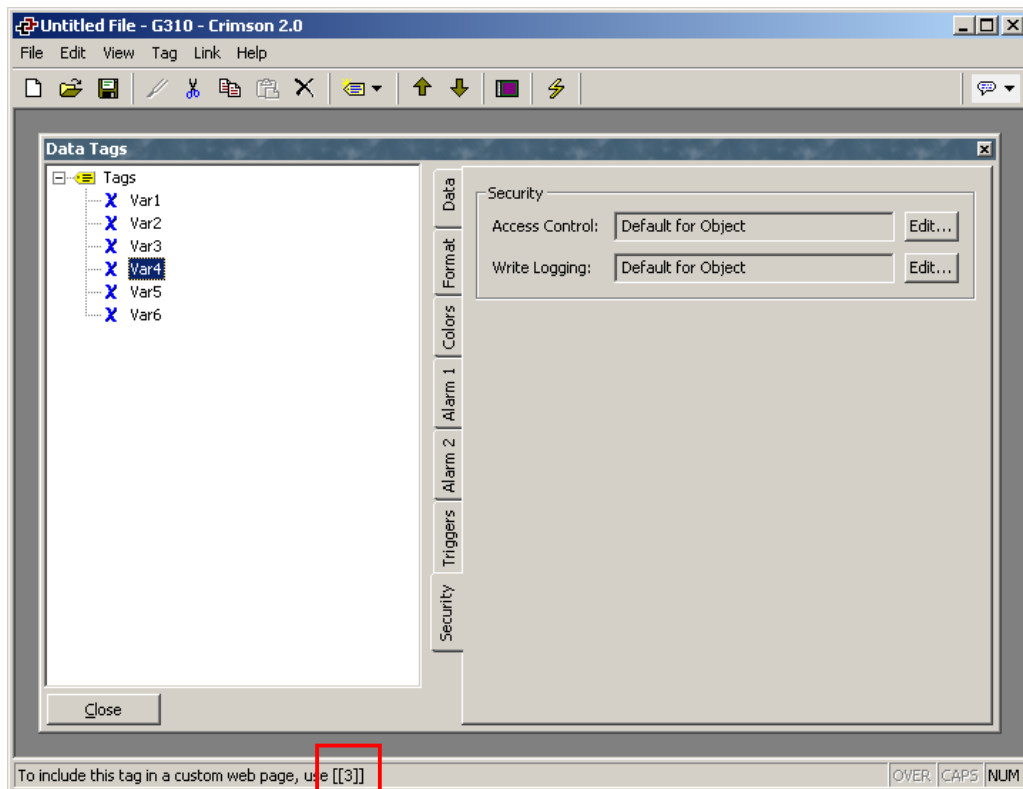 Untitled File - G310 - Crimson 2.0
File Edit View Tag Link Help
Data Tags
Tags
Var1
Var2
Var3
Var4
Var5
Var6
Data
Format
Colors
Alarm 1
Alarm 2
Triggers
Security
Security
Access Control: Default for Object Edit...
Write Logging: Default for Object Edit...
Close
To include this tag in a custom web page, use [[3]] OVER CAPS NUM